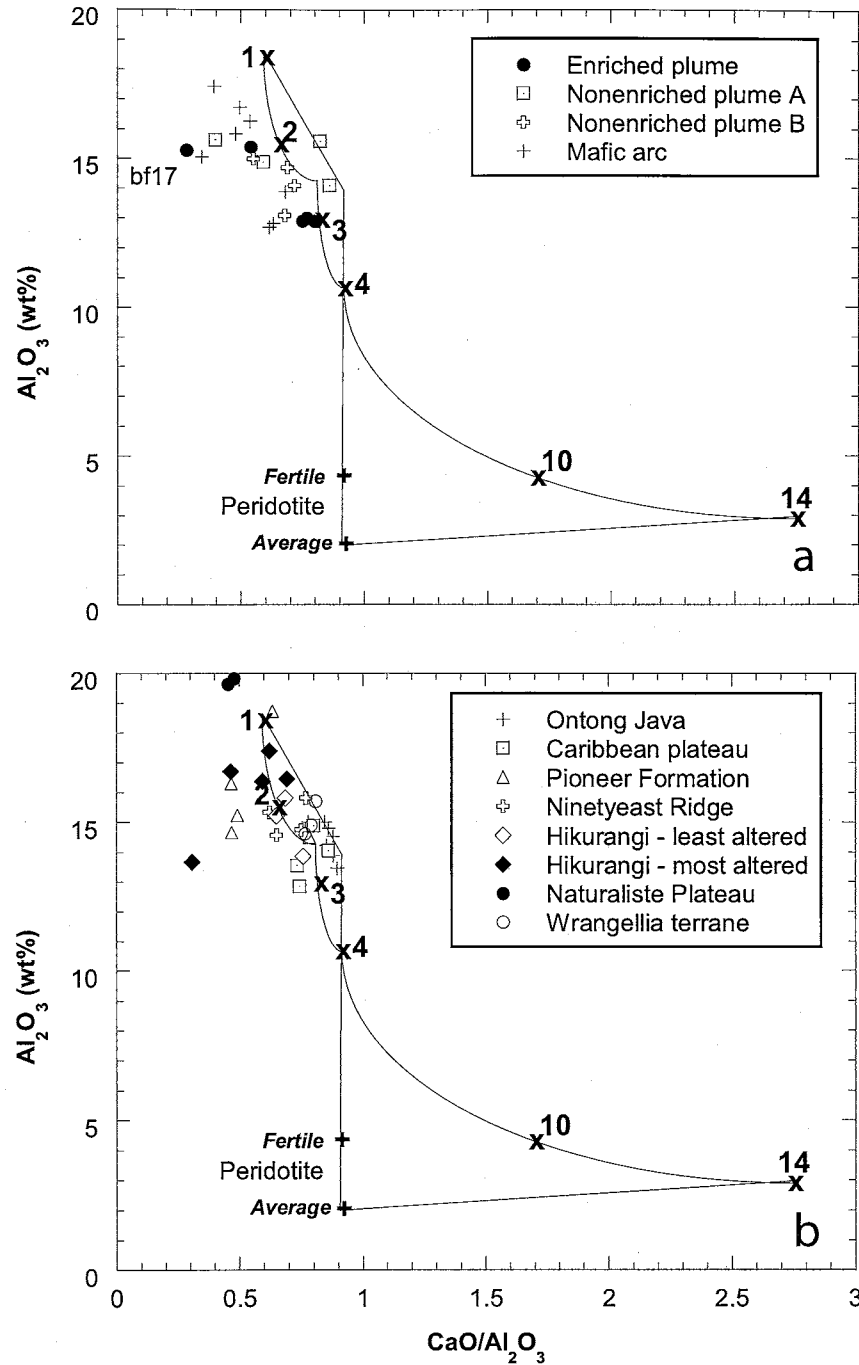 20
15
10
5
0
Al2O3 (wt%)
Enriched plume
Nonenriched plume A
Nonenriched plume B
Mafic arc
bf17
1
2
3
4
10
14
Fertile
Peridotite
Average
a
20
15
10
5
0
Al2O3 (wt%)
Ontong Java
Caribbean plateau
Pioneer Formation
Ninetyeast Ridge
Hikurangi - least altered
Hikurangi - most altered
Naturaliste Plateau
Wrangellia terrane
1
2
3
4
10
14
Fertile
Peridotite
Average
b
0 0.5 1 1.5 2 2.5 3
CaO/Al2O3